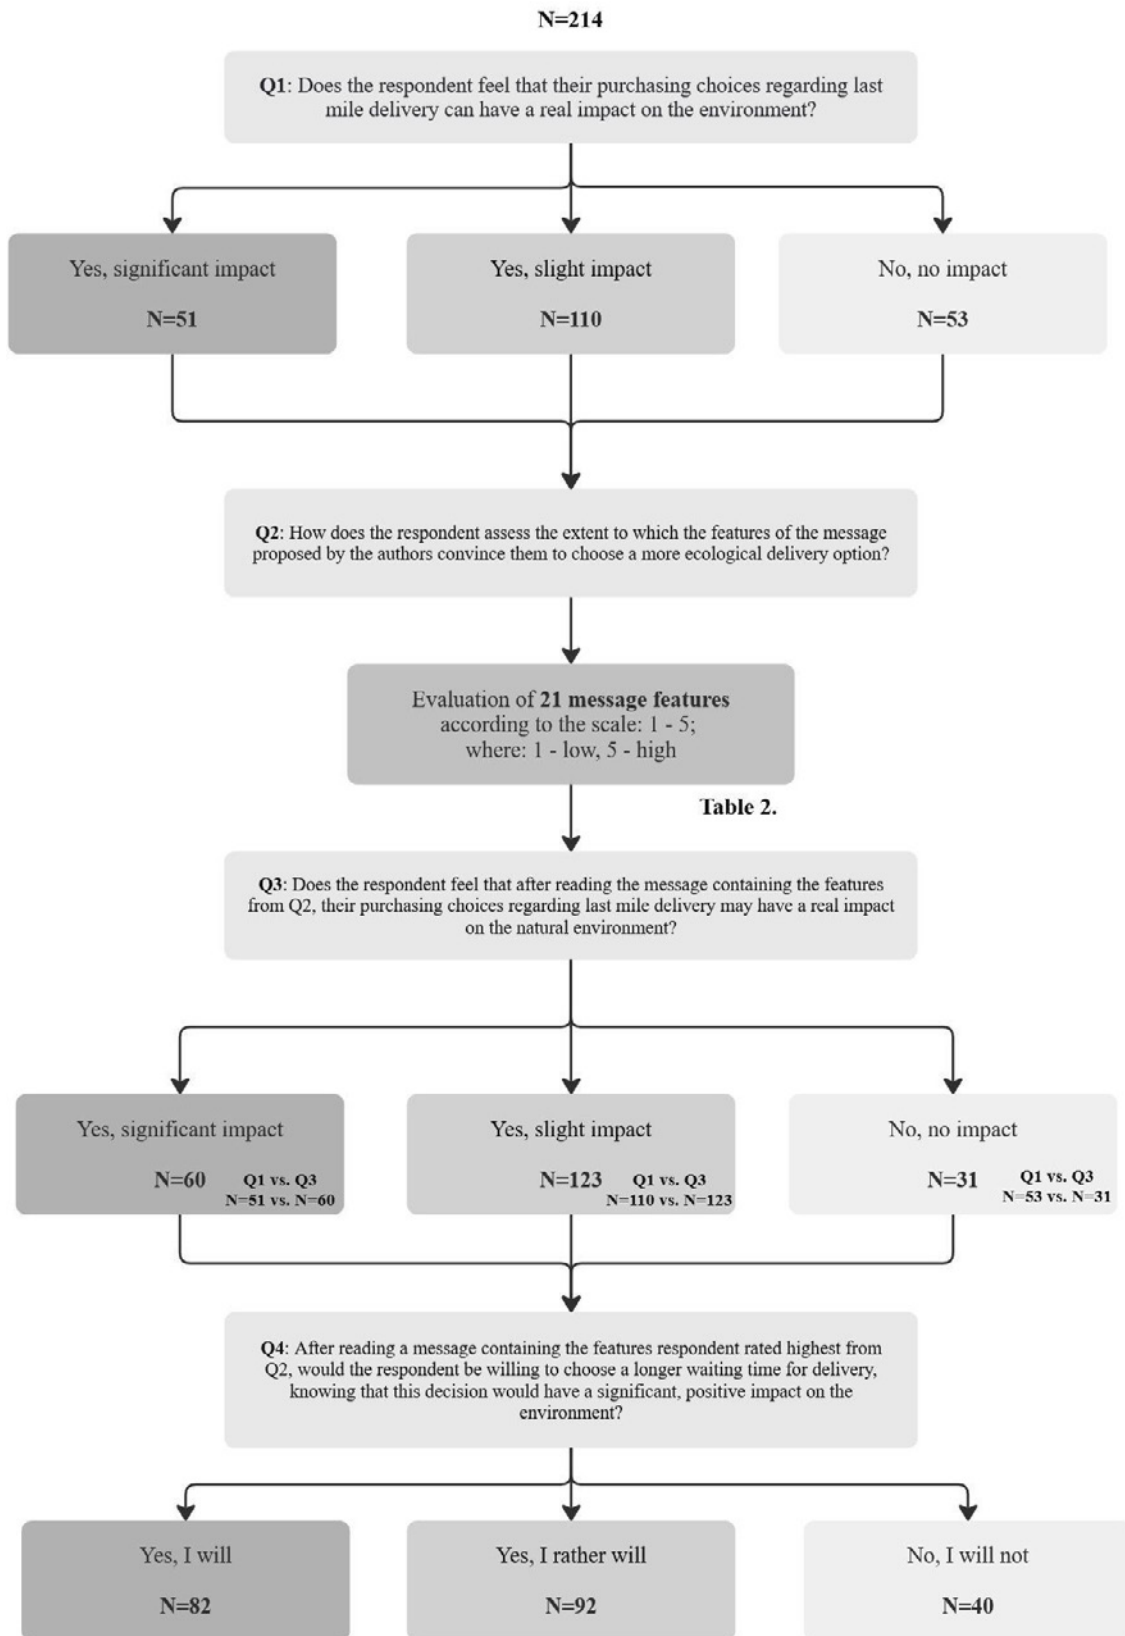 N=214
Q1: Does the respondent feel that their purchasing choices regarding last
mile delivery can have a real impact on the environment?
Yes, significant impact
N=51
Yes, slight impact
N=110
No, no impact
N=53
Q2: How does the respondent assess the extent to which the features of the message
proposed by the authors convince them to choose a more ecological delivery option?
Evaluation of 21 message features
according to the scale: 1 - 5;
where: 1 - low, 5 - high
Table 2.
Q3: Does the respondent feel that after reading the message containing the features
from Q2, their purchasing choices regarding last mile delivery may have a real impact
on the natural environment?
Yes, significant impact
N=60
Q1 vs. Q3
N=51 vs. N=60
Yes, slight impact
N=123
Q1 vs. Q3
N=110 vs. N=123
No, no impact
N=31
Q1 vs. Q3
N=53 vs. N=31
Q4: After reading a message containing the features respondent rated highest from
Q2, would the respondent be willing to choose a longer waiting time for delivery,
knowing that this decision would have a significant, positive impact on the
environment?
Yes, I will
N=82
Yes, I rather will
N=92
No, I will not
N=40